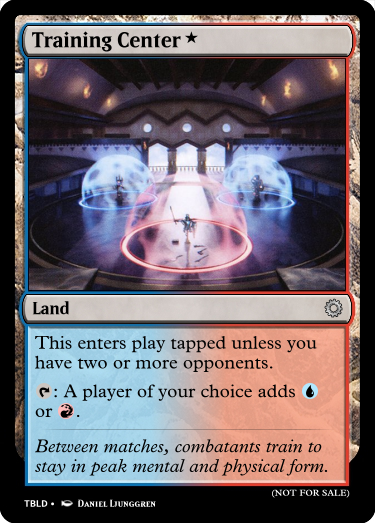 Training Center ★
Land
This enters play tapped unless you
have two or more opponents.
: A player of your choice adds
or .
Between matches, combatants train to
stay in peak mental and physical form.
TBLD • Daniel Ljunggren
(NOT FOR SALE)